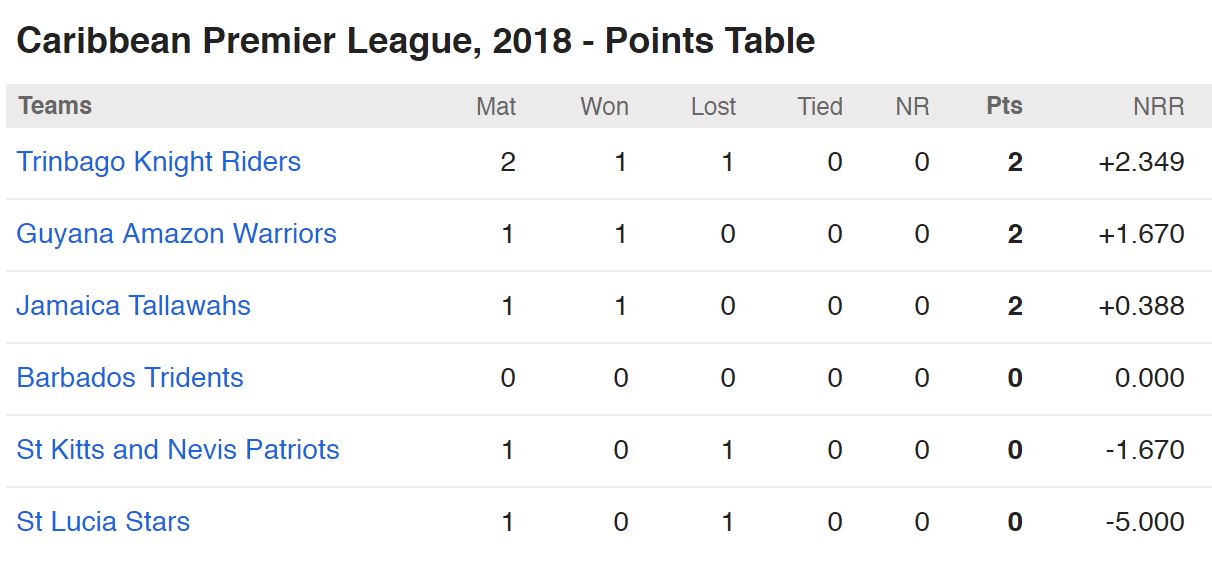 Caribbean Premier League, 2018 - Points Table
Teams Mat Won Lost Tied NR Pts NRR
Trinbago Knight Riders 2 1 1 0 0 2 +2.349
Guyana Amazon Warriors 1 1 0 0 0 2 +1.670
Jamaica Tallawahs 1 1 0 0 0 2 +0.388
Barbados Tridents 0 0 0 0 0 0 0.000
St Kitts and Nevis Patriots 1 0 1 0 0 0 -1.670
St Lucia Stars 1 0 1 0 0 0 -5.000